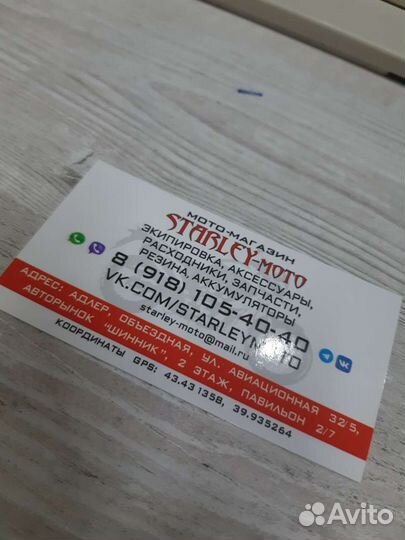 МОТО-МАГАЗИН
STARLEY-MOTO
ЭКИПИРОВКА, АКСЕССУАРЫ,
РАСХОДНИКИ, ЗАПЧАСТИ,
РЕЗИНА, АККУМУЛЯТОРЫ
8 (918) 105-40-40
VK.COM/STARLEYMOTO
starley-moto@mail.ru
АДРЕС: АДЛЕР, ОБЪЕЗДНАЯ, УЛ. АВИАЦИОННАЯ 32/5,
АВТОРЫНОК "ШИННИК", 2 ЭТАЖ, ПАВИЛЬОН 2/7
КООРДИНАТЫ GPS: 43.431358, 39.935264
Avito